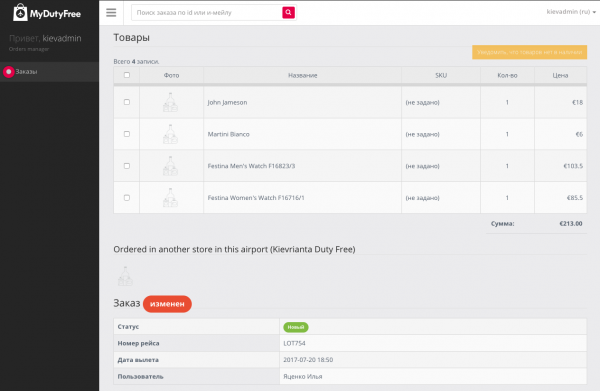 MyDutyFree
Поиск заказа по id или и-мейлу
kievadmin (ru)
Привет, kievadmin
Orders manager
Заказы
Товары
Всего 4 записи.
Фото Название SKU Кол-во Цена
John Jameson (не задано) 1 €18
Martini Bianco (не задано) 1 €6
Festina Men's Watch F16823/3 (не задано) 1 €103.5
Festina Women's Watch F16716/1 (не задано) 1 €85.5
Сумма: €213.00
Ordered in another store in this airport (Kievrianta Duty Free)
Заказ изменен
Статус Новый
Номер рейса LOT754
Дата вылета 2017-07-20 18:50
Пользователь Яценко Илья